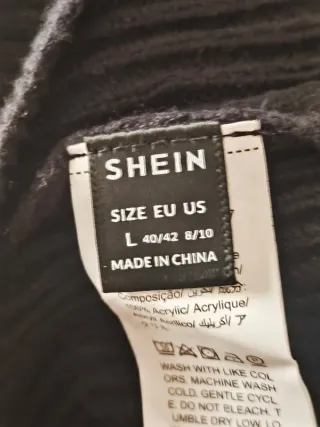 SHEIN
SIZE EU US
L 40/42 8/10
MADE IN CHINA
Composição/
100% Acrylic/ Acrylique/
WASH WITH LIKE COL
ORS. MACHINE WASH
COLD. GENTLE CYCL
E. DO NOT BLEACH. T
UMBLE DRY LOW. LO